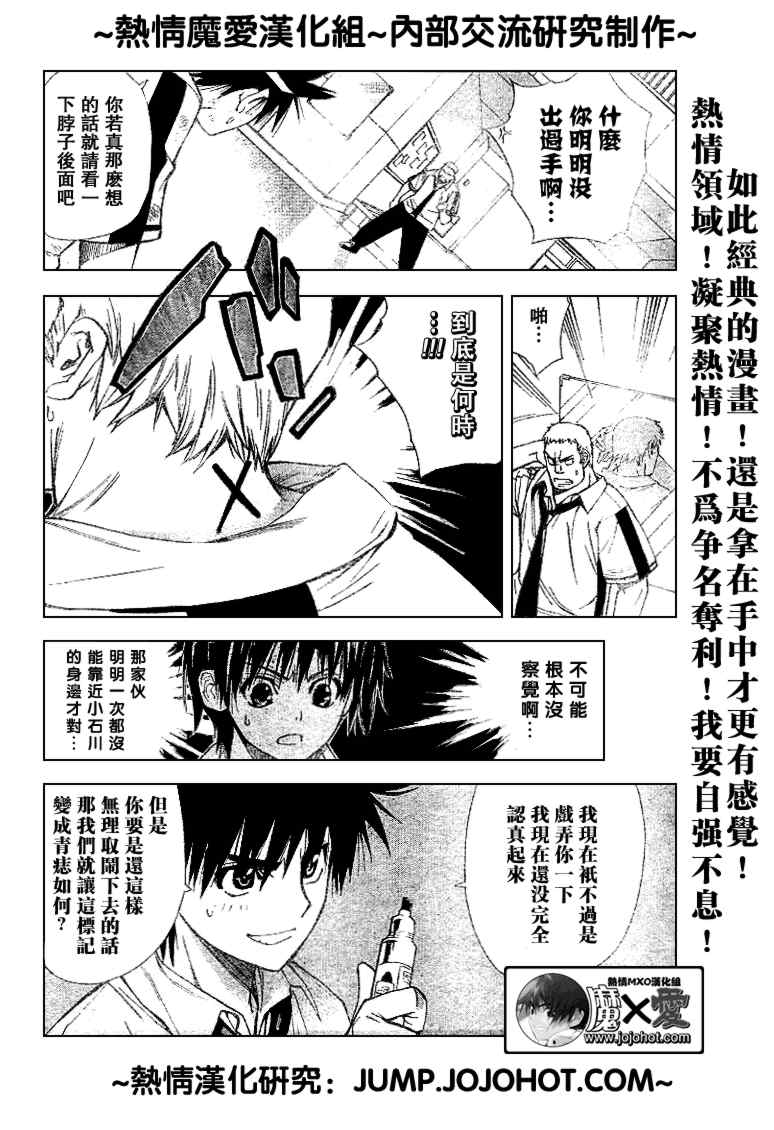 ~熱情魔愛漢化組~內部交流研究制作~
什麼
你明明没
出過手啊…
你若真那麽想
的話就請看一
下脖子後面吧
啪…
到底是何時
…!!!
不可能
根本沒
察覺啊…
那家伙
明明一次都沒
能靠近小石川
的身邊才對…
我現在衹不過是
戲弄你一下
我現在還没完全
認真起來
但是
你要是還這樣
無理取鬧下去的話
那我們就讓這標記
變成青痣如何?
如此經典的漫畫!還是拿在手中才更有感覺!
熱情領域!凝聚熱情!不爲争名奪利!我要自强不息!
熱情MXO漢化組
魔×愛
www.jojohot.com
~熱情漢化研究: JUMP.JOJOHOT.COM~